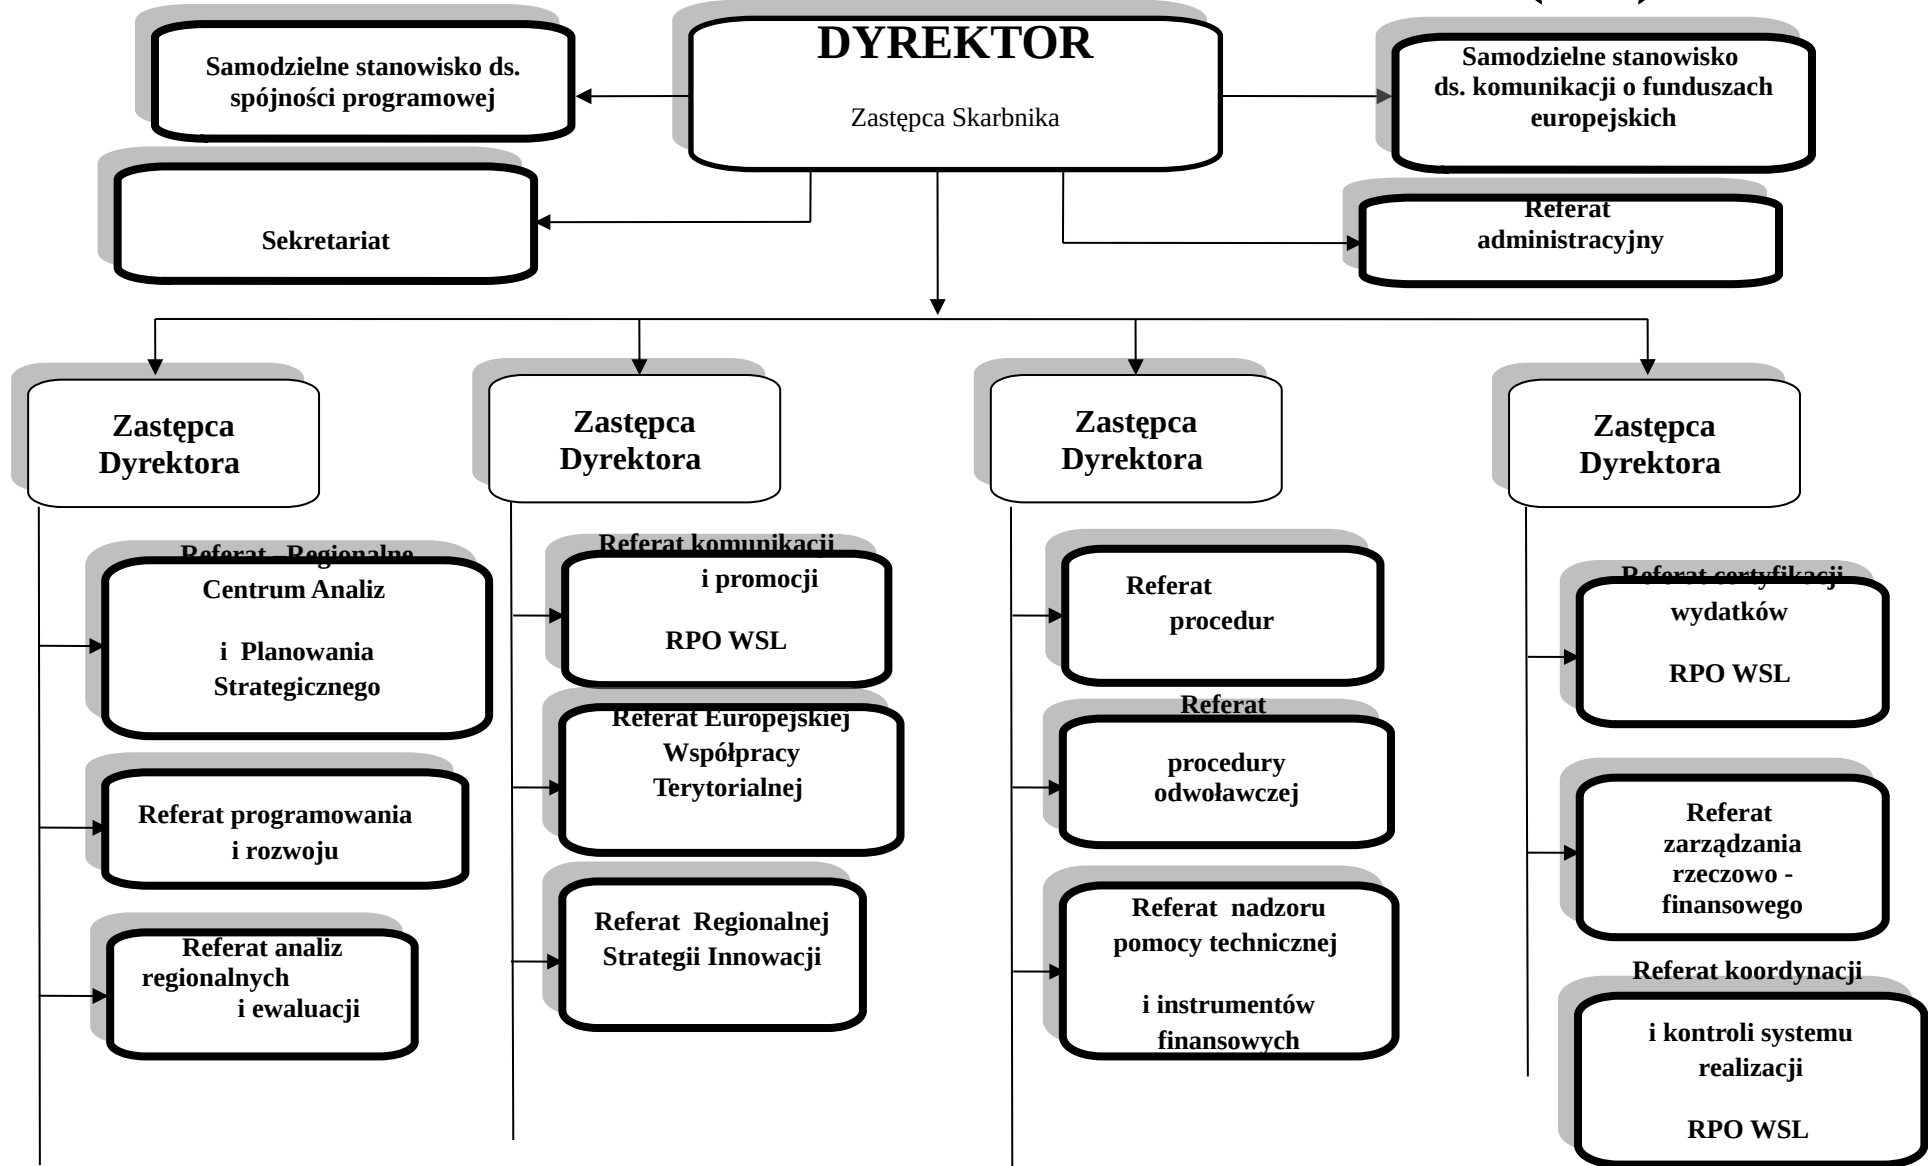 DYREKTOR
Zastępca Skarbnika
Samodzielne stanowisko ds.
spójności programowej
Samodzielne stanowisko
ds. komunikacji o funduszach
europejskich
Sekretariat
Referat
administracyjny
Zastępca
Dyrektora
Zastępca
Dyrektora
Zastępca
Dyrektora
Zastępca
Dyrektora
Referat - Regionalne
Centrum Analiz
i Planowania
Strategicznego
Referat programowania
i rozwoju
Referat analiz
regionalnych
i ewaluacji
Referat komunikacji
i promocji
RPO WSL
Referat Europejskiej
Współpracy
Terytorialnej
Referat Regionalnej
Strategii Innowacji
Referat
procedur
Referat
procedury
odwoławczej
Referat nadzoru
pomocy technicznej
i instrumentów
finansowych
Referat certyfikacji
wydatków
RPO WSL
Referat
zarządzania
rzeczowo -
finansowego
Referat koordynacji
i kontroli systemu
realizacji
RPO WSL